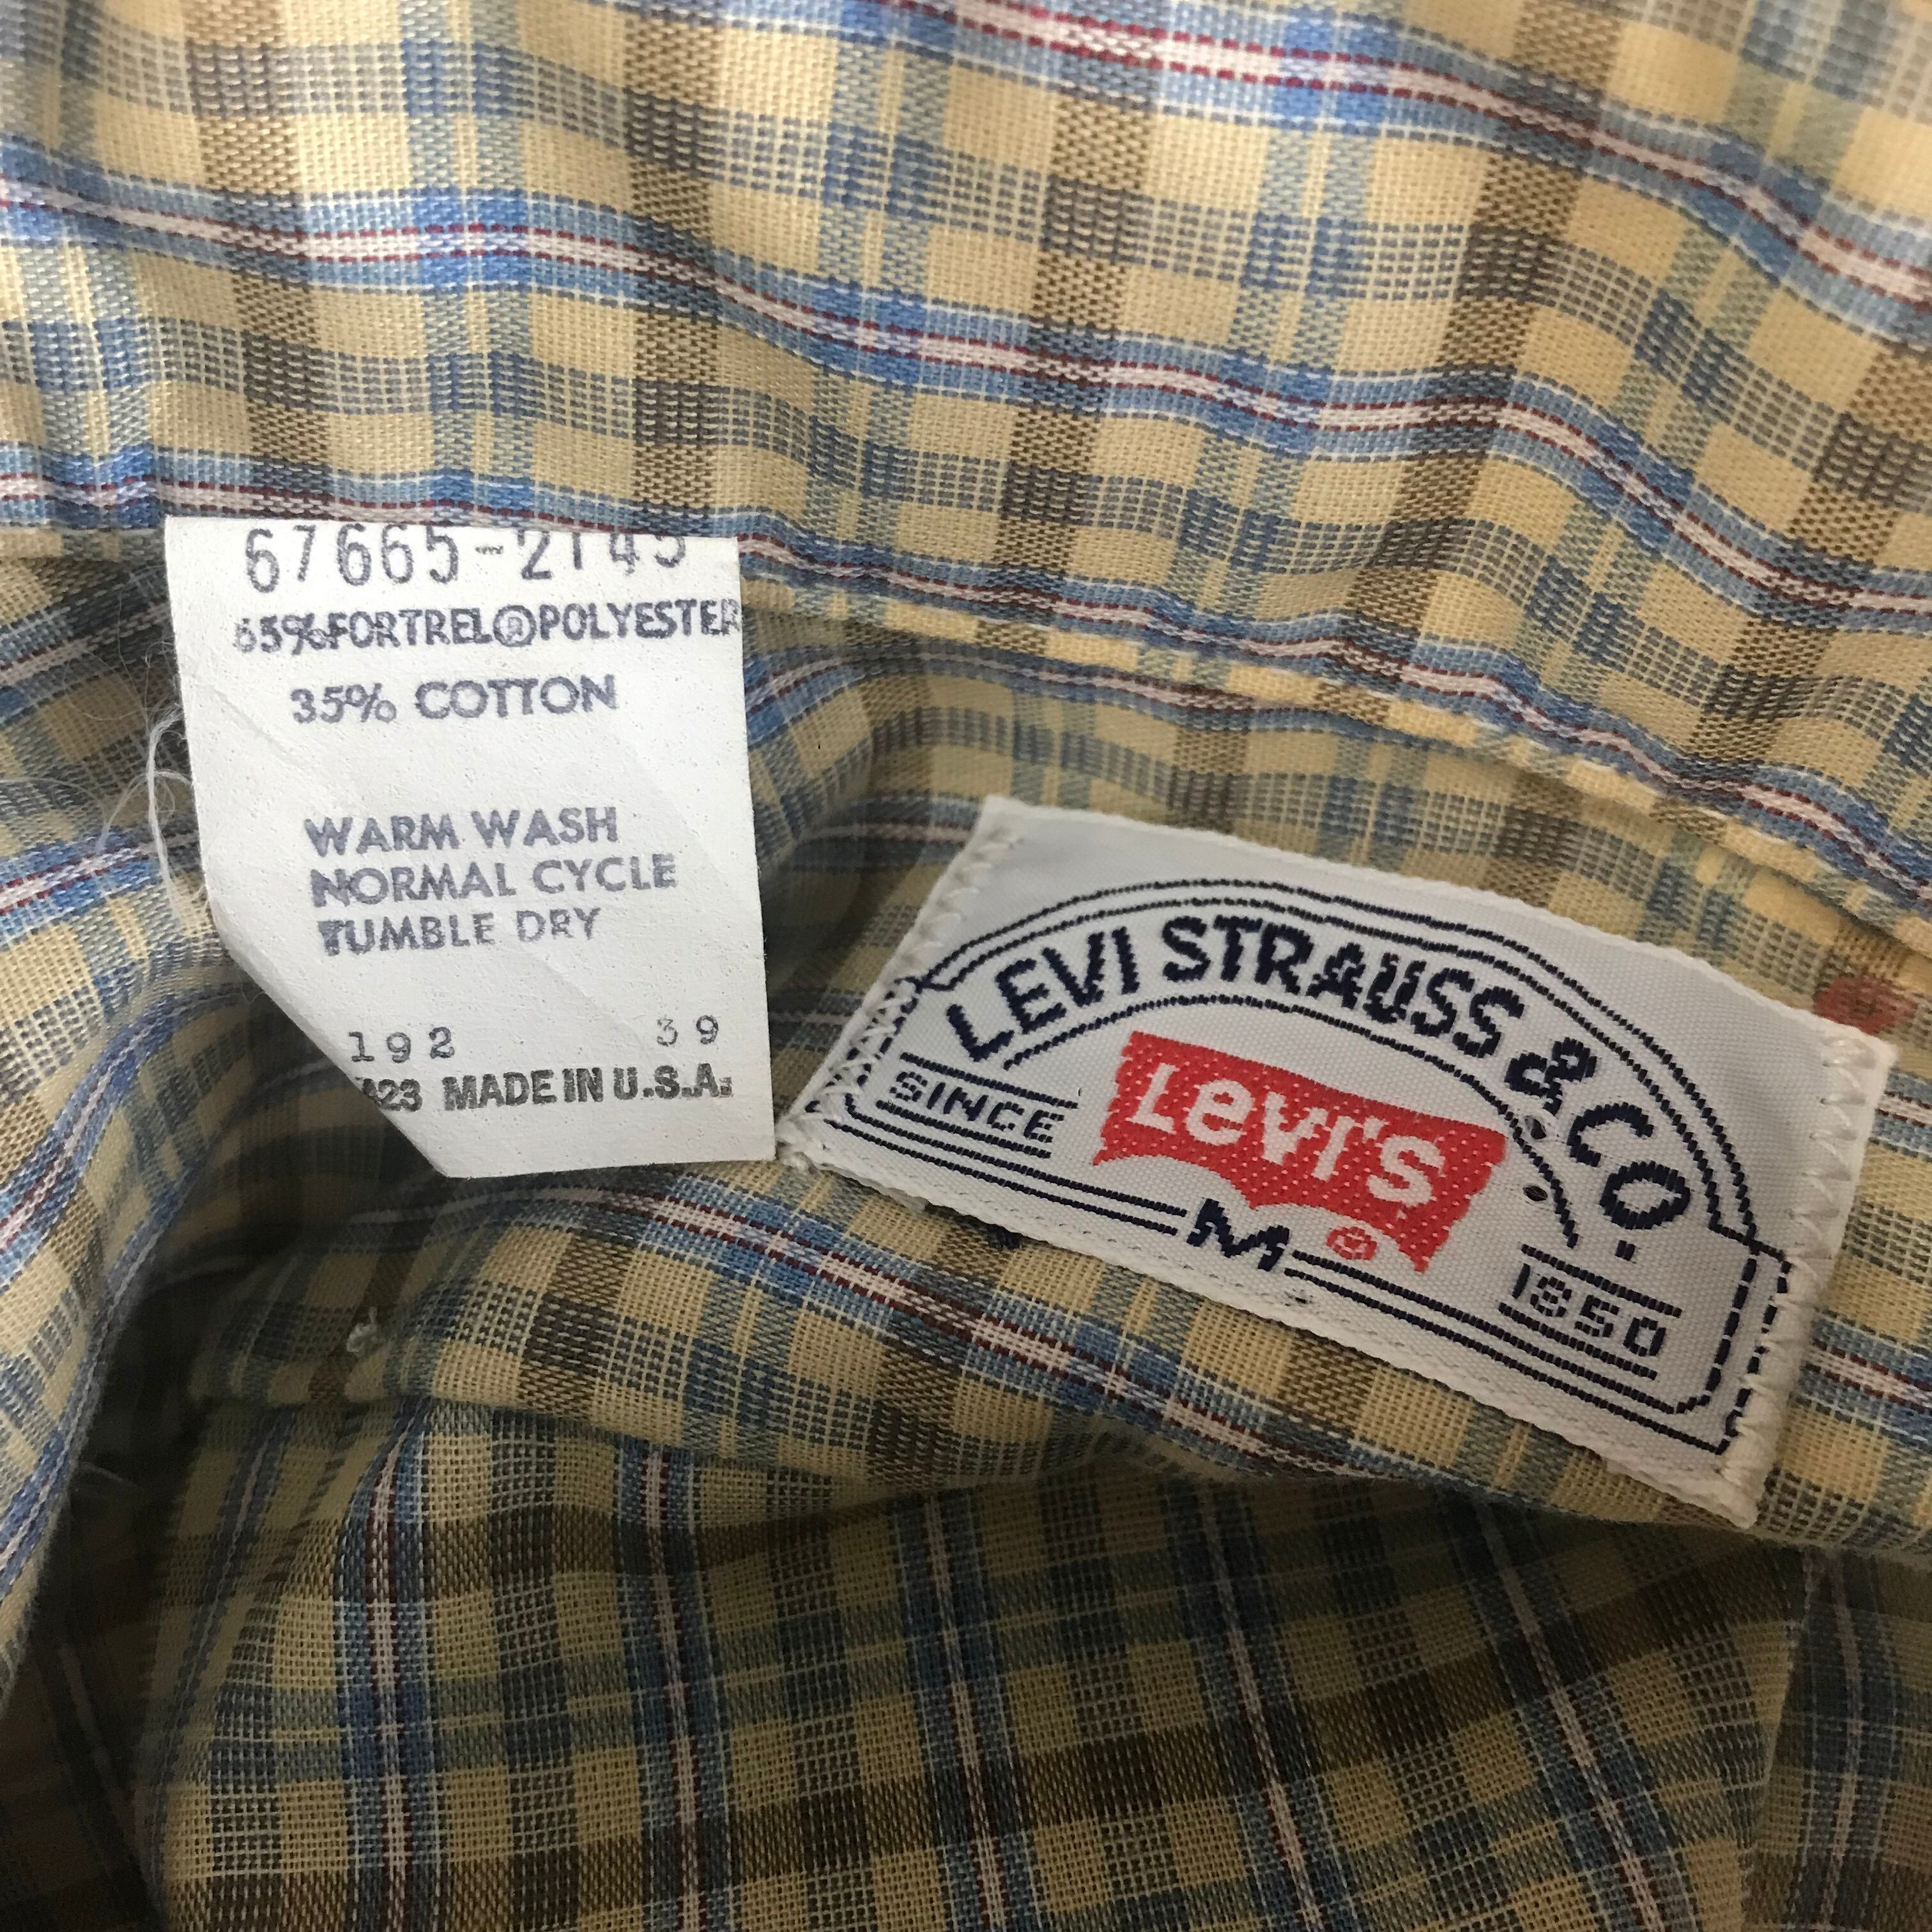 67665-2145
65%FORTREL®POLYESTER
35% COTTON
WARM WASH
NORMAL CYCLE
TUMBLE DRY
192 39
423 MADE IN U.S.A.
LEVI STRAUSS & CO.
SINCE
Levi's
®
1850
M